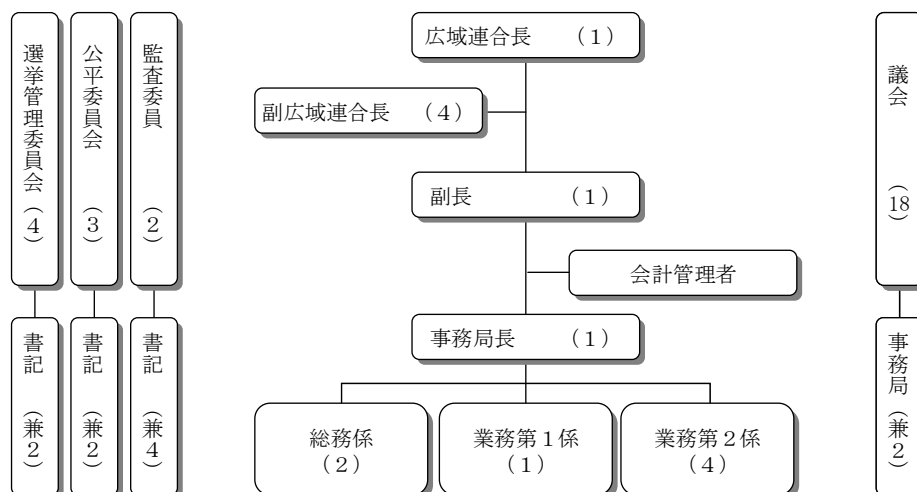 選挙管理委員会（４）
公平委員会（３）
監査委員（２）
広域連合長（１）
議会（18）
副広域連合長（４）
副長（１）
会計管理者
書記（兼２）
書記（兼２）
書記（兼４）
事務局長（１）
事務局（兼２）
総務係
（２）
業務第１係
（１）
業務第２係
（４）